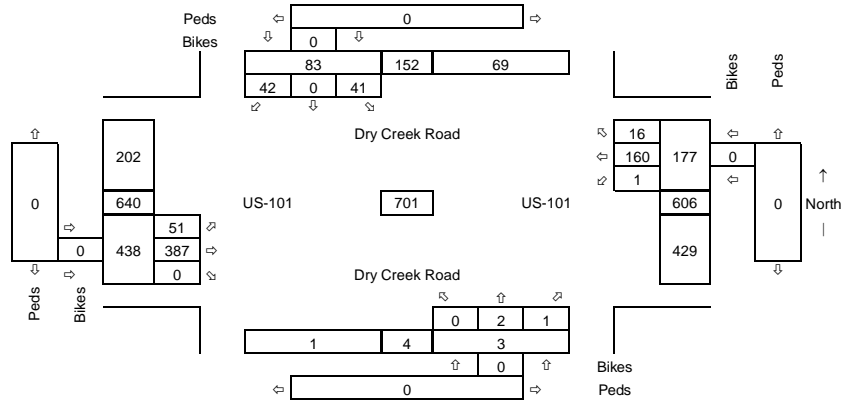 Peds 0
Bikes 0
83 152 69
42 0 41
Bikes Peds
Dry Creek Road
16
202 160 177 0
1
0 640 US-101 701 US-101 606 0 North
51
0 438 387 429
0
Peds Bikes
Dry Creek Road
0 2 1
1 4 3
0 Bikes
0 Peds